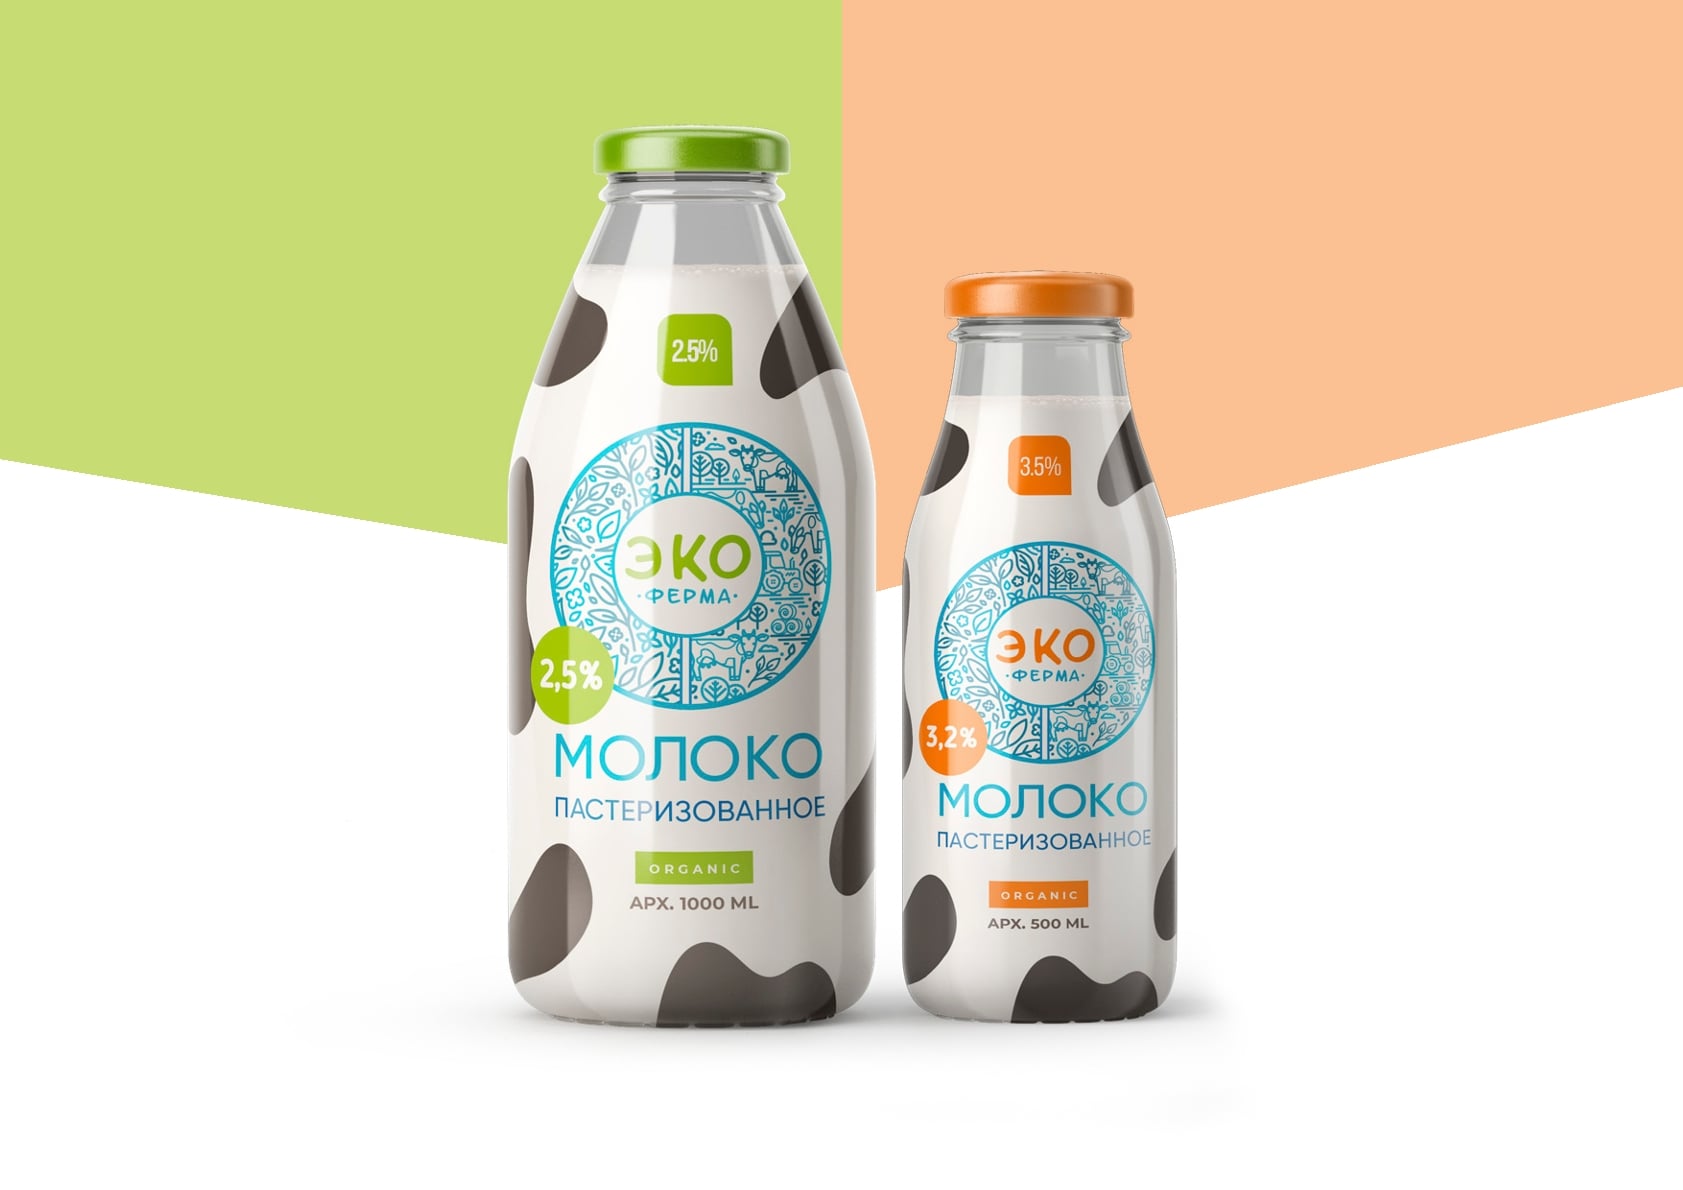 2.5%
ЭКО
·ФЕРМА·
2,5%
МОЛОКО
ПАСТЕРИЗОВАННОЕ
ORGANIC
APX. 1000 ML
3.5%
ЭКО
·ФЕРМА·
3,2%
МОЛОКО
ПАСТЕРИЗОВАННОЕ
ORGANIC
APX. 500 ML